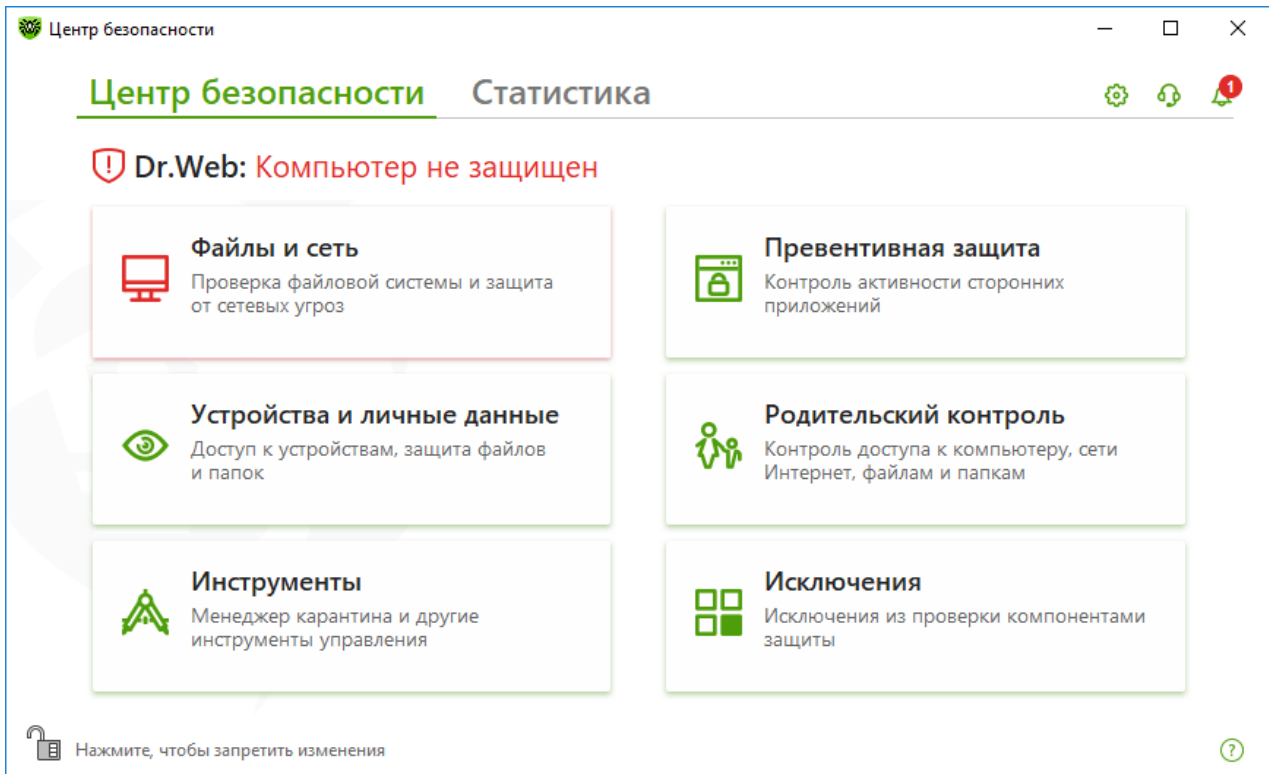 Центр безопасности
Центр безопасности Статистика
1
Dr.Web: Компьютер не защищен
Файлы и сеть
Проверка файловой системы и защита
от сетевых угроз
Превентивная защита
Контроль активности сторонних
приложений
Устройства и личные данные
Доступ к устройствам, защита файлов
и папок
Родительский контроль
Контроль доступа к компьютеру, сети
Интернет, файлам и папкам
Инструменты
Менеджер карантина и другие
инструменты управления
Исключения
Исключения из проверки компонентами
защиты
Нажмите, чтобы запретить изменения
?